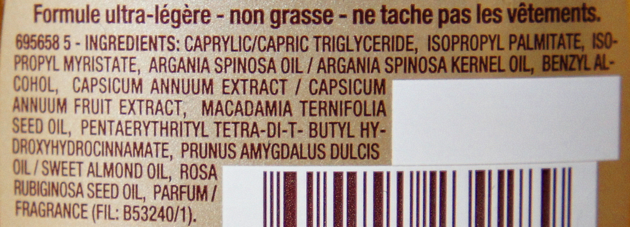 Formule ultra-légère - non grasse - ne tache pas les vêtements.
695658 5 - INGREDIENTS: CAPRYLIC/CAPRIC TRIGLYCERIDE, ISOPROPYL PALMITATE, ISO-
PROPYL MYRISTATE, ARGANIA SPINOSA OIL / ARGANIA SPINOSA KERNEL OIL, BENZYL AL-
COHOL, CAPSICUM ANNUUM EXTRACT / CAPSICUM
ANNUUM FRUIT EXTRACT, MACADAMIA TERNIFOLIA
SEED OIL, PENTAERYTHRITYL TETRA-DI-T- BUTYL HY-
DROXYHYDROCINNAMATE, PRUNUS AMYGDALUS DULCIS
OIL / SWEET ALMOND OIL, ROSA
RUBIGINOSA SEED OIL, PARFUM /
FRAGRANCE (FIL: B53240/1).